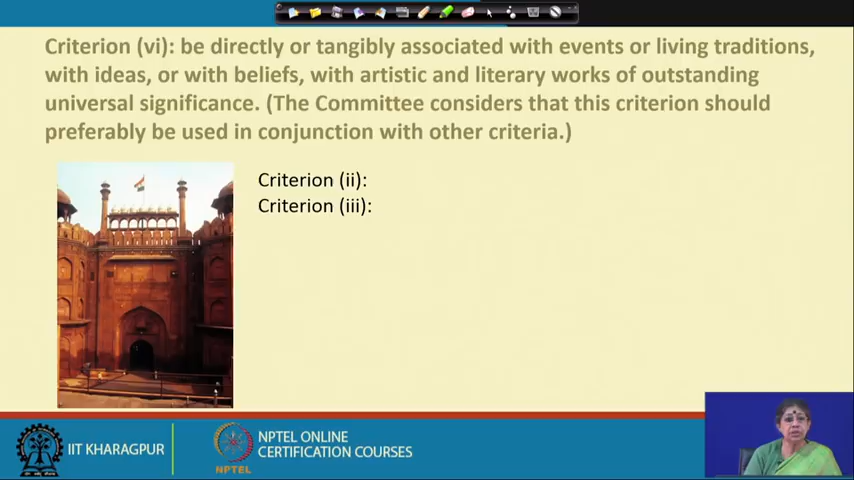 Criterion (vi): be directly or tangibly associated with events or living traditions,
with ideas, or with beliefs, with artistic and literary works of outstanding
universal significance. (The Committee considers that this criterion should
preferably be used in conjunction with other criteria.)
Criterion (ii):
Criterion (iii):
IIT KHARAGPUR
NPTEL
NPTEL ONLINE
CERTIFICATION COURSES